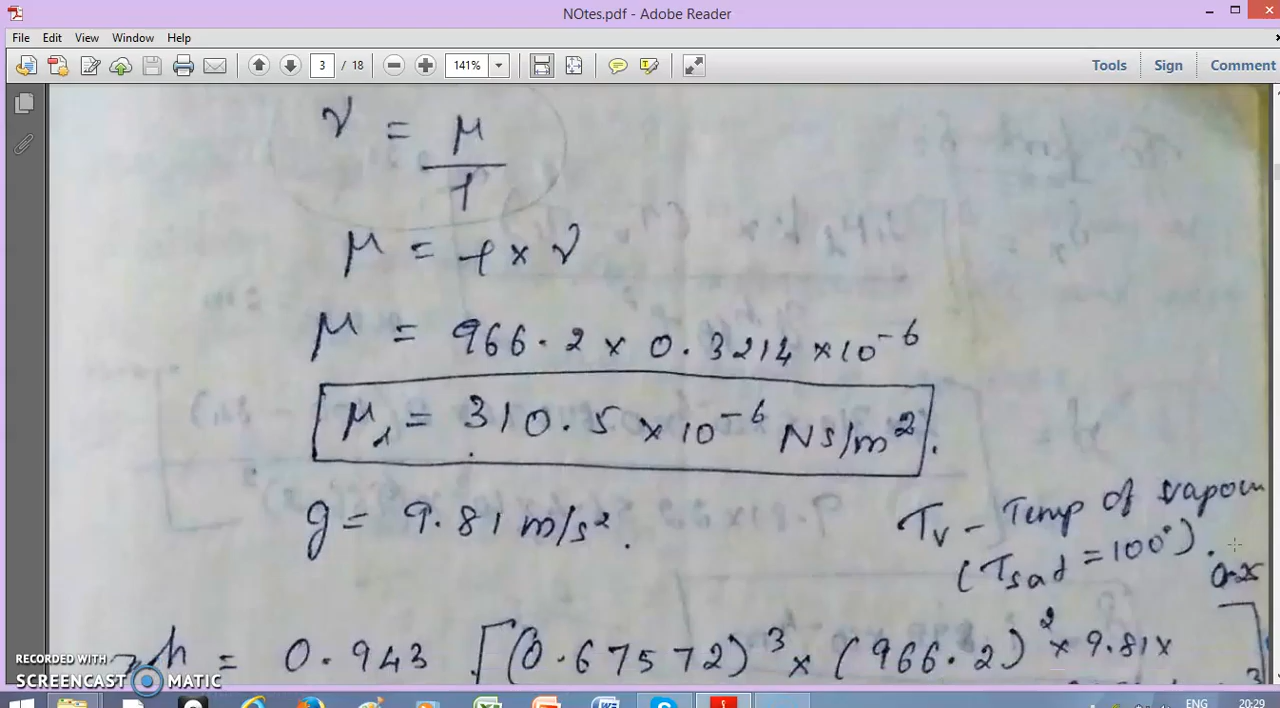 NOtes.pdf - Adobe Reader
File Edit View Window Help
3 / 18 141% Tools Sign Comment
ν = μ / ρ
μ = ρ × ν
μ = 966.2 × 0.3214 × 10⁻⁶
μ = 310.5 × 10⁻⁶ Ns/m².
g = 9.81 m/s².
Tv - Temp of vapour
(Tsat = 100°).
0.25
h = 0.943 [(0.67572)³ × (966.2)² × 9.81 ×
RECORDED WITH
SCREENCAST MATIC
ENG 20:29